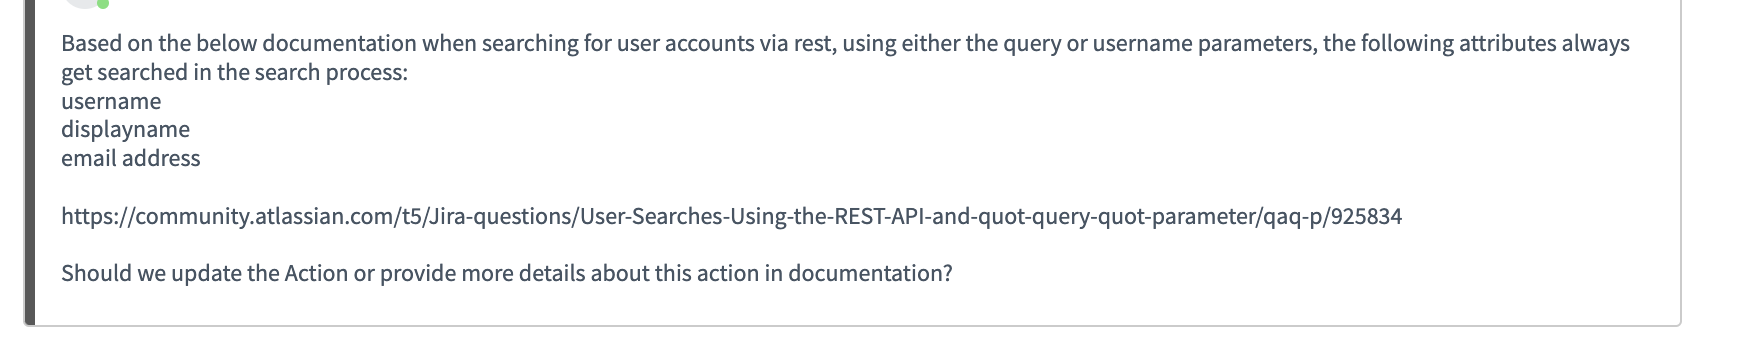 Based on the below documentation when searching for user accounts via rest, using either the query or username parameters, the following attributes always
get searched in the search process:
username
displayname
email address
https://community.atlassian.com/t5/Jira-questions/User-Searches-Using-the-REST-API-and-quot-query-quot-parameter/qaq-p/925834
Should we update the Action or provide more details about this action in documentation?